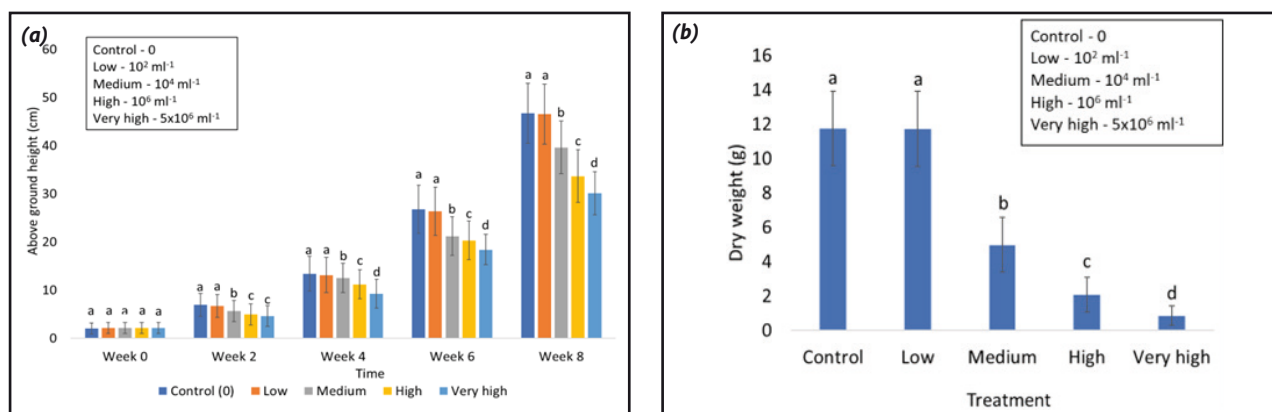 (a)
Control - 0
Low - 10² ml⁻¹
Medium - 10⁴ ml⁻¹
High - 10⁶ ml⁻¹
Very high - 5x10⁶ ml⁻¹
Above ground height (cm)
60
50
40
30
20
10
0
a a a a a
a a b c c
a a b c d
a a b c d
a a b c d
Week 0 Week 2 Week 4 Week 6 Week 8
Time
Control (0) Low Medium High Very high
(b)
Control - 0
Low - 10² ml⁻¹
Medium - 10⁴ ml⁻¹
High - 10⁶ ml⁻¹
Very high - 5x10⁶ ml⁻¹
Dry weight (g)
16
14
12
10
8
6
4
2
0
a a b c d
Control Low Medium High Very high
Treatment